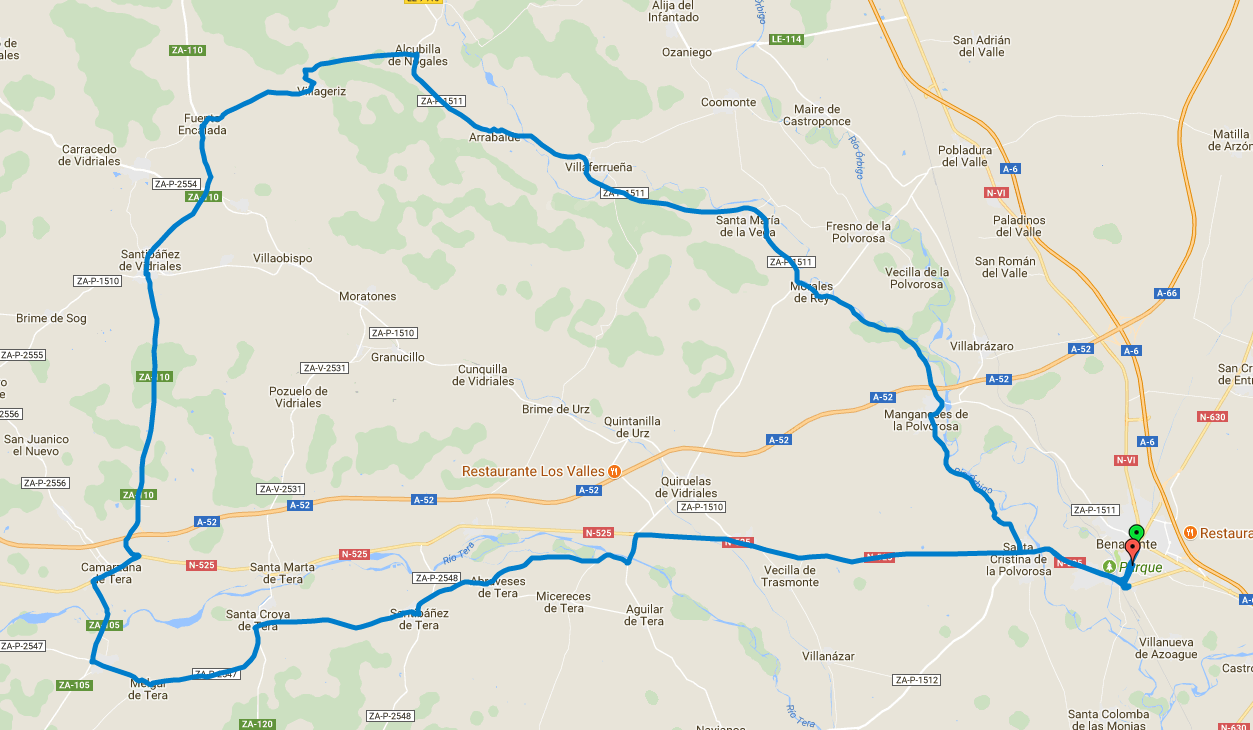 Alija del
Infantado
ZA-110
LE-114
San Adrián
del Valle
Alcubilla
de Nogales
Ozaniego
Río Órbigo
Villageriz
ZA-P-1511
Coomonte
Maire de
Castroponce
Fuente
Encalada
Arrabalde
Matilla
de Arzón
Carracedo
de Vidriales
Río Órbigo
Pobladura
del Valle
A-6
Villaferrueña
ZA-P-2554
ZA-110
ZA-P-1511
N-VI
Santa María
de la Vega
Fresno de la
Polvorosa
Paladinos
del Valle
Santibáñez
de Vidriales
Villaobispo
ZA-P-1511
San Román
del Valle
Vecilla de la
Polvorosa
ZA-P-1510
Morales
de Rey
A-66
Moratones
Brime de Sog
ZA-P-1510
Villabrázaro
A-52
A-6
ZA-P-2555
Granucillo
ZA-V-2531
Cunquilla
de Vidriales
A-52
ZA-110
Pozuelo de
Vidriales
A-52
Brime de Urz
Manganeses de
la Polvorosa
N-630
Quintanilla
de Urz
San Juanico
el Nuevo
A-52
A-6
N-VI
Restaurante Los Valles
Río Órbigo
ZA-P-2556
ZA-V-2531
ZA-110
A-52
A-52
A-52
Quiruelas
de Vidriales
ZA-P-1510
ZA-P-1511
A-52
N-525
N-525
Benavente
Río Tera
N-525
N-525
Santa
Cristina de
la Polvorosa
N-525
Parque
Camarzana
de Tera
N-525
Santa Marta
de Tera
ZA-P-2548
Abraveses
de Tera
Vecilla de
Trasmonte
Micereces
de Tera
Santa Croya
de Tera
Santibáñez
de Tera
Aguilar
de Tera
ZA-105
ZA-P-2547
Villanázar
Villanueva
de Azoague
ZA-P-2547
ZA-105
Melgar
de Tera
ZA-P-1512
ZA-P-2548
ZA-120
Río Tera
Santa Colomba
de las Monjas
N-630